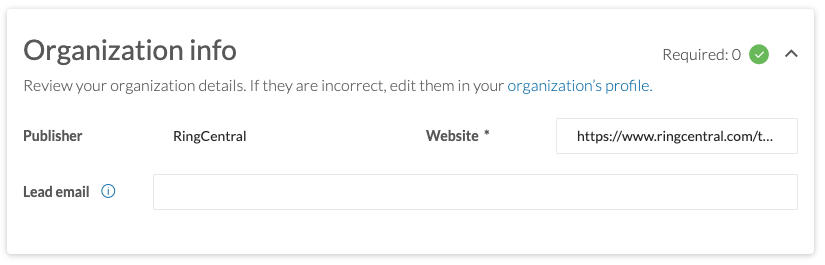 Organization info
Required: 0
Review your organization details. If they are incorrect, edit them in your organization's profile.
Publisher RingCentral Website * https://www.ringcentral.com/t...
Lead email